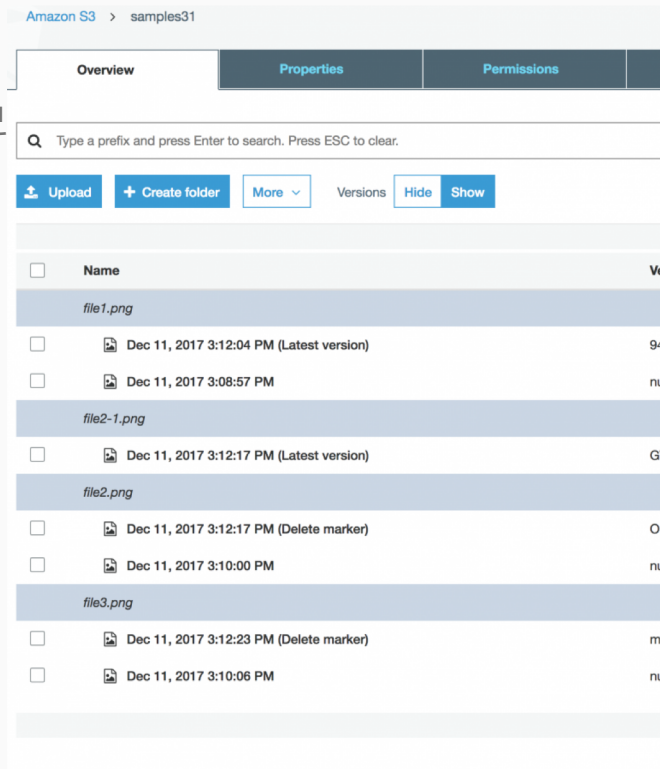 Amazon S3 > samples31
Overview Properties Permissions
Type a prefix and press Enter to search. Press ESC to clear.
Upload + Create folder More Versions Hide Show
Name
file1.png
Dec 11, 2017 3:12:04 PM (Latest version) 94
Dec 11, 2017 3:08:57 PM
file2-1.png
Dec 11, 2017 3:12:17 PM (Latest version) G
file2.png
Dec 11, 2017 3:12:17 PM (Delete marker)
Dec 11, 2017 3:10:00 PM
file3.png
Dec 11, 2017 3:12:23 PM (Delete marker) m
Dec 11, 2017 3:10:06 PM